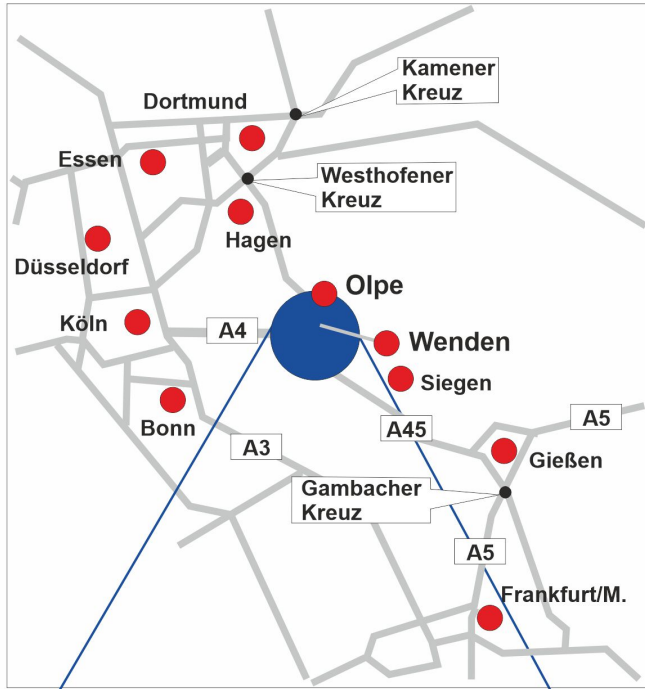 Kamener
Kreuz
Dortmund
Essen
Westhofener
Kreuz
Hagen
Düsseldorf
Olpe
Köln
A4
Wenden
Siegen
Bonn
A45
A5
A3
Gießen
Gambacher
Kreuz
A5
Frankfurt/M.